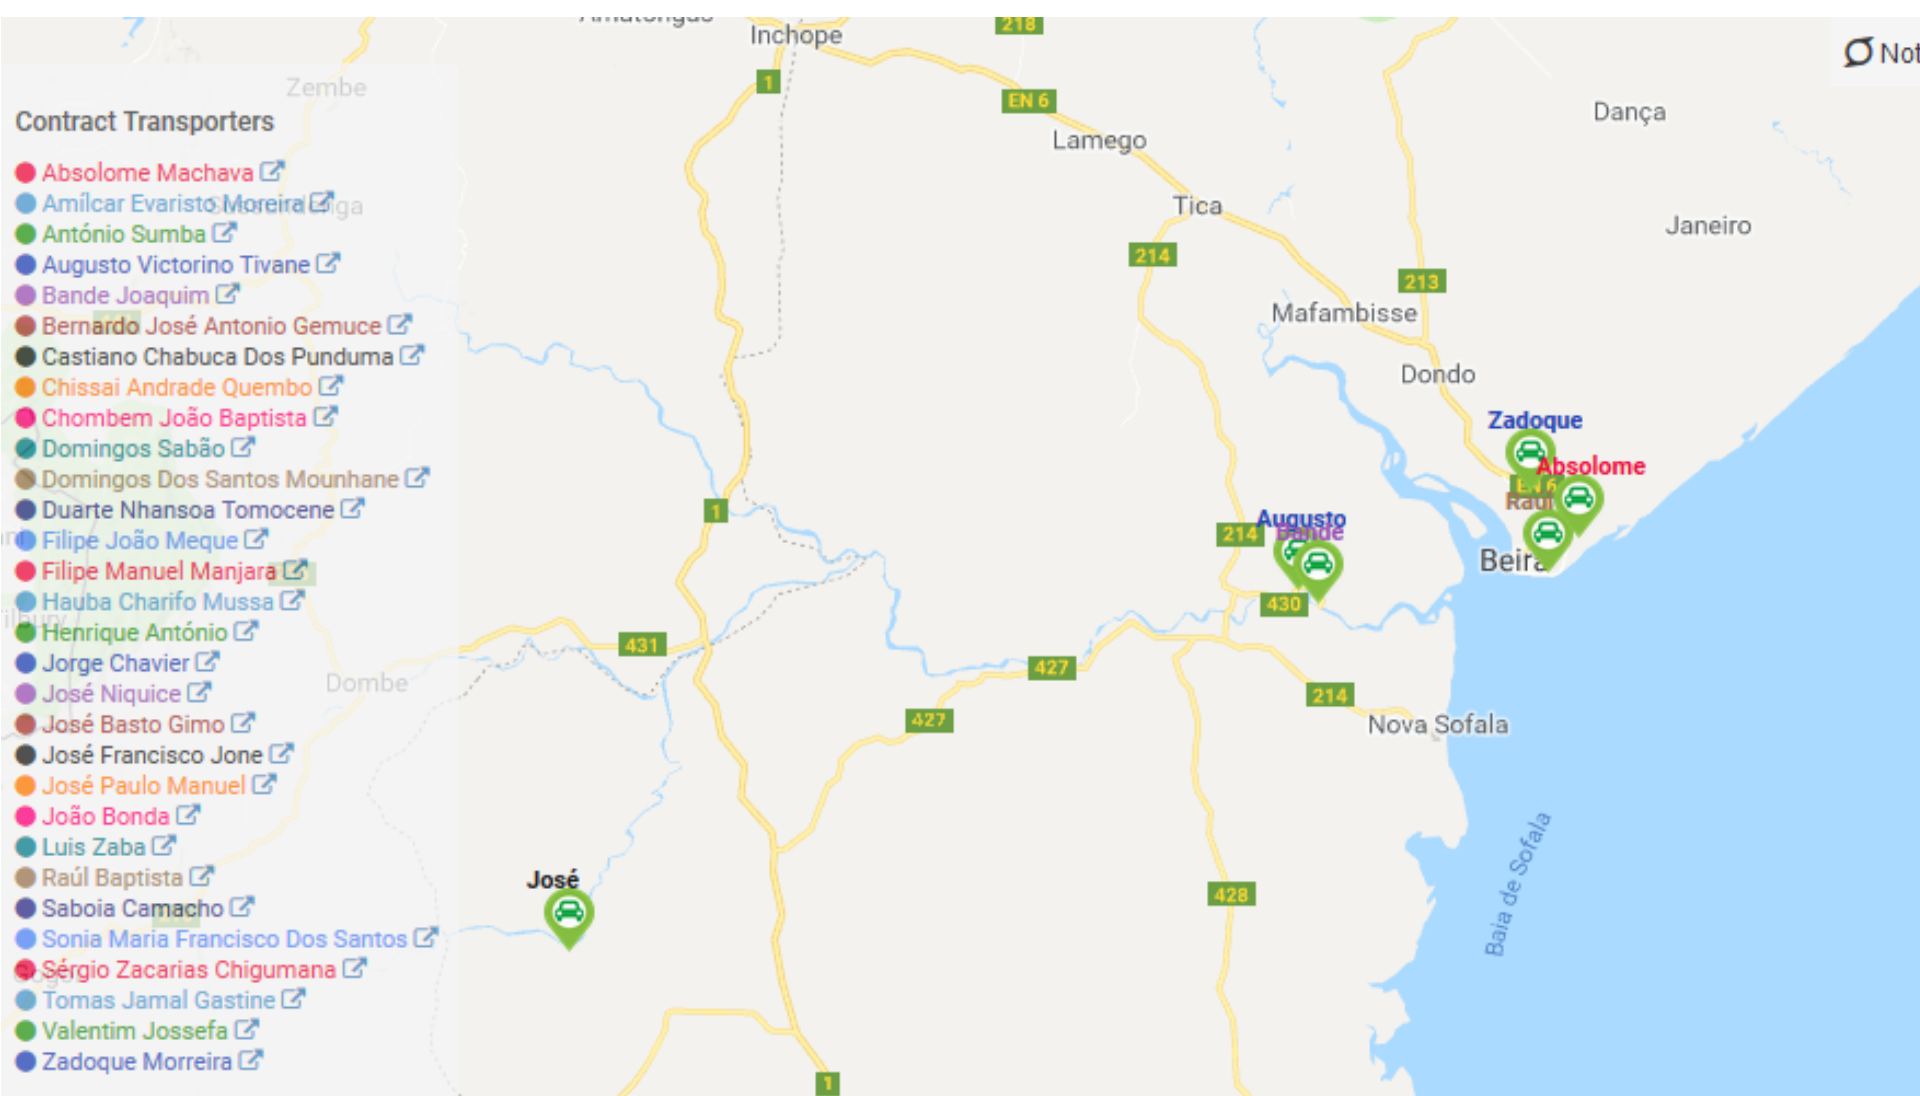 Inchope
218
Not
Zembe
1
EN 6
Dança
Contract Transporters
Lamego
Absolome Machava
Amílcar Evaristo Moreira
Tica
António Sumba
Janeiro
Augusto Victorino Tivane
214
213
Bande Joaquim
Mafambisse
Bernardo José Antonio Gemuce
Castiano Chabuca Dos Punduma
Dondo
Chissai Andrade Quembo
Chombem João Baptista
Zadoque
Domingos Sabão
Absolome
Domingos Dos Santos Mounhane
EN 6
Raúl
Duarte Nhansoa Tomocene
1
Augusto
Bande
214
Filipe João Meque
Beira
Filipe Manuel Manjara
Hauba Charifo Mussa
430
Henrique António
431
Jorge Chavier
427
Dombe
José Niquice
214
José Basto Gimo
427
Nova Sofala
José Francisco Jone
José Paulo Manuel
João Bonda
Luis Zaba
Baia de Sofala
Raúl Baptista
José
428
Saboia Camacho
Sonia Maria Francisco Dos Santos
Sérgio Zacarias Chigumana
Tomas Jamal Gastine
Valentim Jossefa
Zadoque Morreira
1